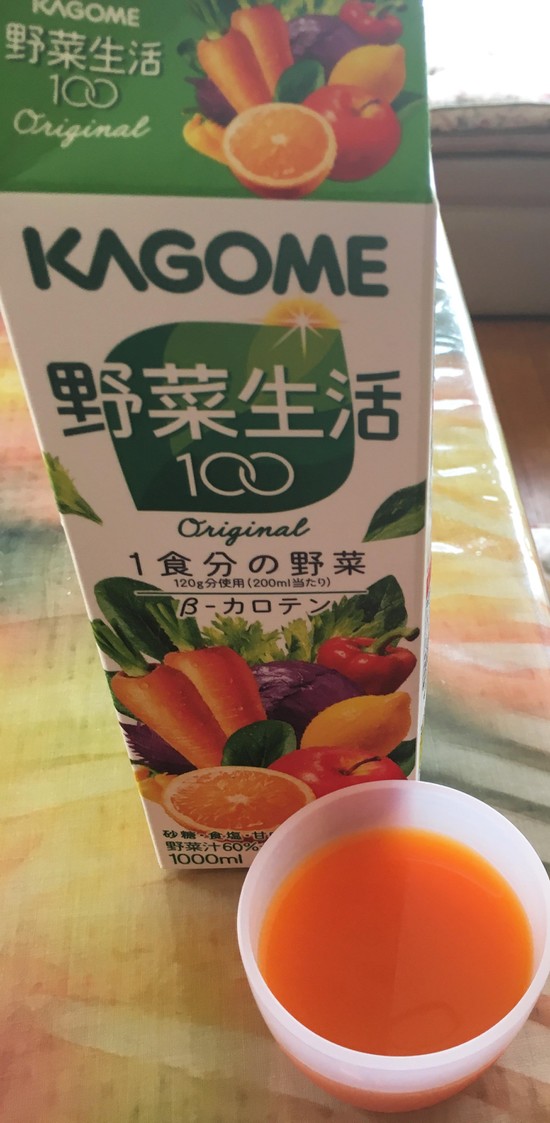 KAGOME
野菜生活
100
Original
KAGOME
野菜生活
100
Original
1食分の野菜
120g分使用(200ml当たり)
β-カロテン
砂糖・食塩・甘
野菜汁60%
1000ml